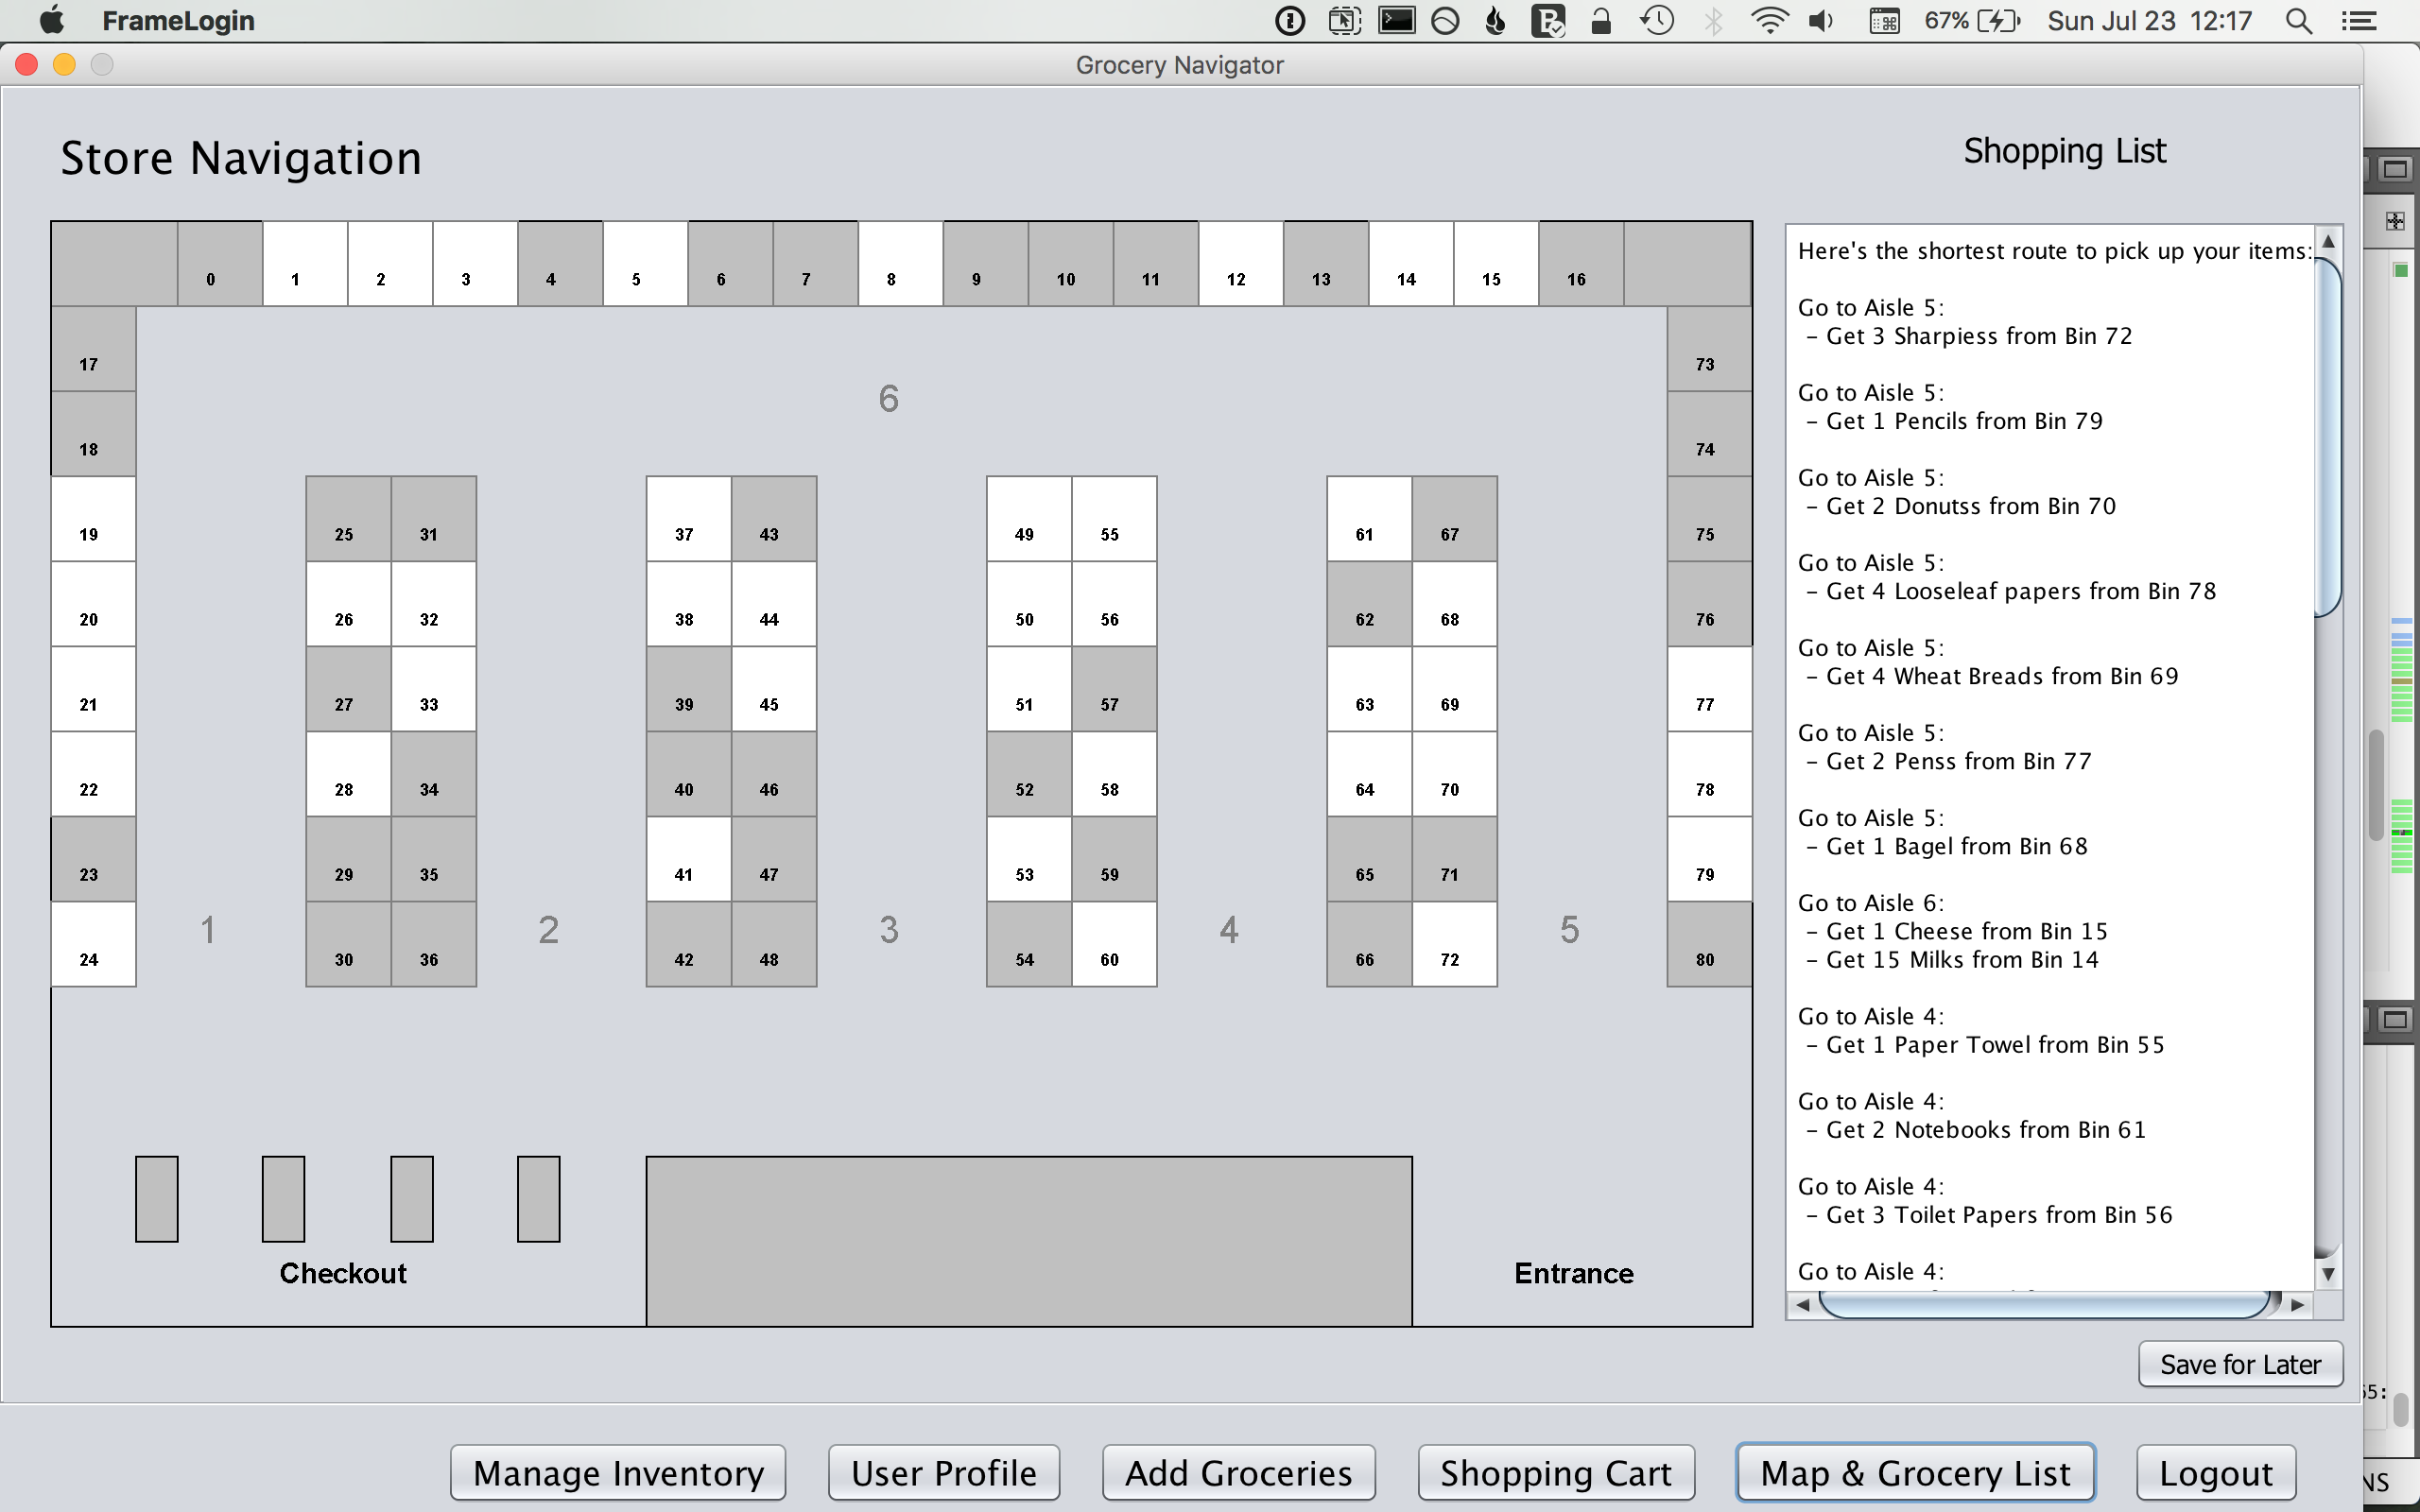 FrameLogin
67%
Sun Jul 23 12:17
Grocery Navigator
Store Navigation
Shopping List
0 1 2 3 4 5 6 7 8 9 10 11 12 13 14 15 16
17 73
6
18 74
19 25 31 37 43 49 55 61 67 75
20 26 32 38 44 50 56 62 68 76
21 27 33 39 45 51 57 63 69 77
22 28 34 40 46 52 58 64 70 78
23 29 35 41 47 53 59 65 71 79
1 2 3 4 5
24 30 36 42 48 54 60 66 72 80
Checkout
Entrance
Here's the shortest route to pick up your items:
Go to Aisle 5:
– Get 3 Sharpiess from Bin 72
Go to Aisle 5:
– Get 1 Pencils from Bin 79
Go to Aisle 5:
– Get 2 Donutss from Bin 70
Go to Aisle 5:
– Get 4 Looseleaf papers from Bin 78
Go to Aisle 5:
– Get 4 Wheat Breads from Bin 69
Go to Aisle 5:
– Get 2 Penss from Bin 77
Go to Aisle 5:
– Get 1 Bagel from Bin 68
Go to Aisle 6:
– Get 1 Cheese from Bin 15
– Get 15 Milks from Bin 14
Go to Aisle 4:
– Get 1 Paper Towel from Bin 55
Go to Aisle 4:
– Get 2 Notebooks from Bin 61
Go to Aisle 4:
– Get 3 Toilet Papers from Bin 56
Go to Aisle 4:
Save for Later
Manage Inventory
User Profile
Add Groceries
Shopping Cart
Map & Grocery List
Logout